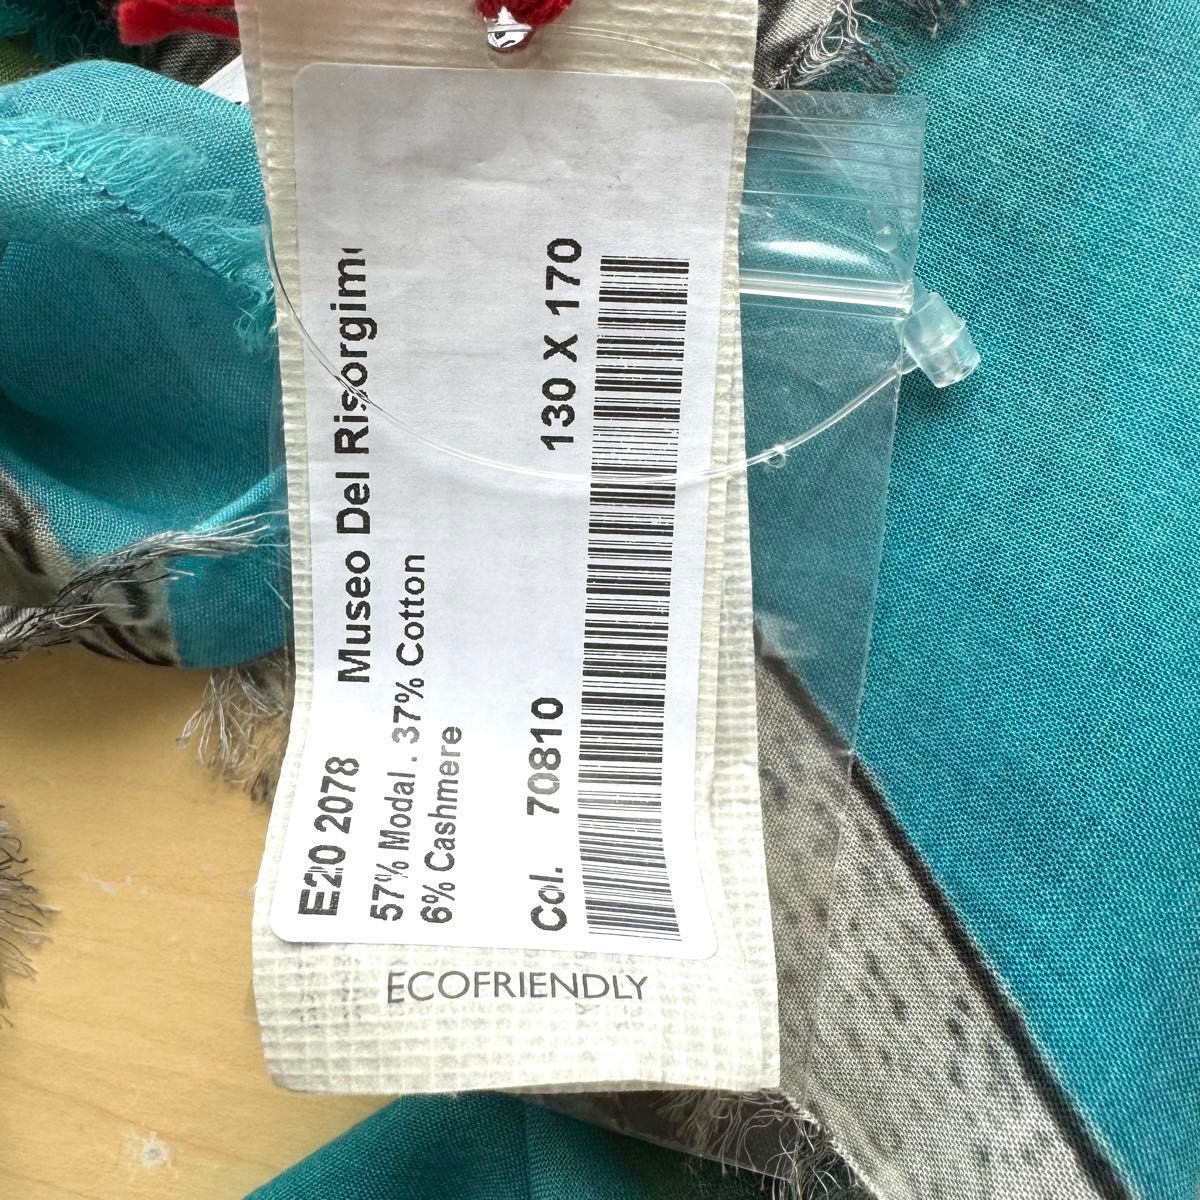 E20 2078 Museo Del Risorgim
57% Modal . 37% Cotton
6% Cashmere
Col. 70810 130 X 170
ECOFRIENDLY